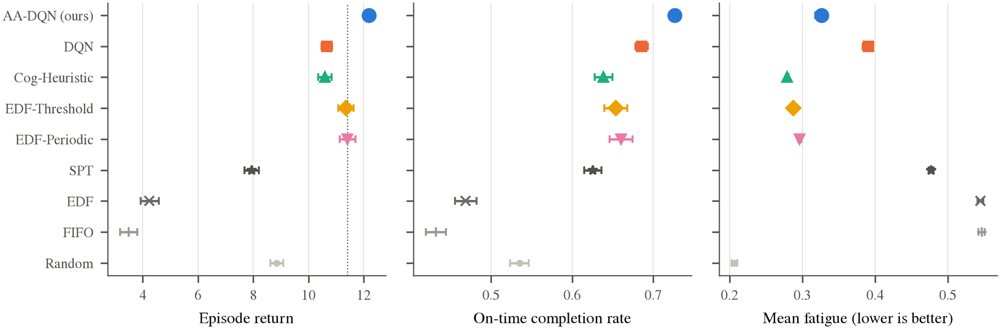 AA-DQN (ours)
DQN
Cog-Heuristic
EDF-Threshold
EDF-Periodic
SPT
EDF
FIFO
Random
4 6 8 10 12
Episode return
0.5 0.6 0.7
On-time completion rate
0.2 0.3 0.4 0.5
Mean fatigue (lower is better)